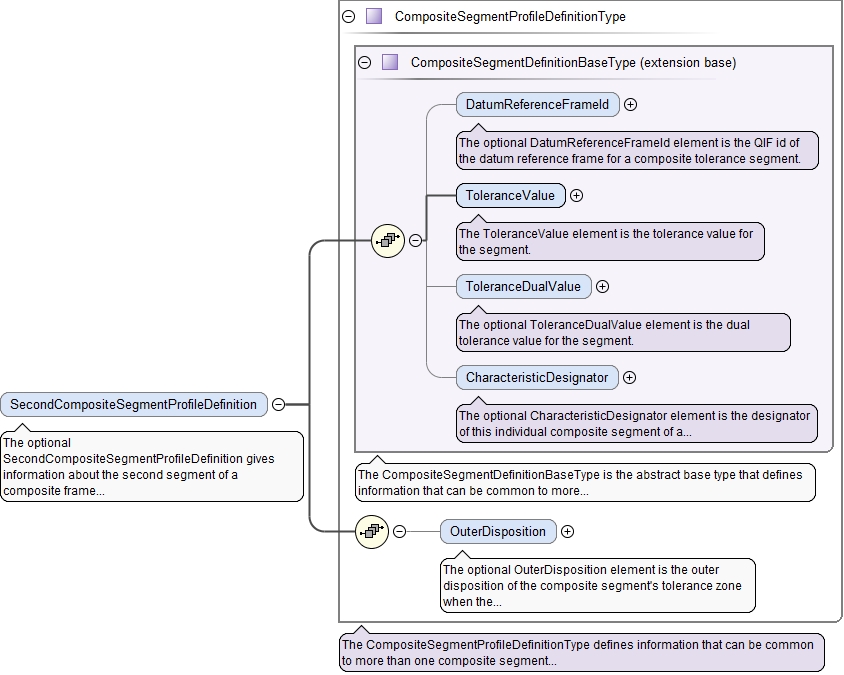 CompositeSegmentProfileDefinitionType
CompositeSegmentDefinitionBaseType (extension base)
DatumReferenceFrameId
The optional DatumReferenceFrameId element is the QIF id of
the datum reference frame for a composite tolerance segment.
ToleranceValue
The ToleranceValue element is the tolerance value for
the segment.
ToleranceDualValue
The optional ToleranceDualValue element is the dual
tolerance value for the segment.
CharacteristicDesignator
The optional CharacteristicDesignator element is the designator
of this individual composite segment of a...
SecondCompositeSegmentProfileDefinition
The optional
SecondCompositeSegmentProfileDefinition gives
information about the second segment of a
composite frame...
The CompositeSegmentDefinitionBaseType is the abstract base type that defines
information that can be common to more...
OuterDisposition
The optional OuterDisposition element is the outer
disposition of the composite segment's tolerance zone
when the...
The CompositeSegmentProfileDefinitionType defines information that can be common
to more than one composite segment...